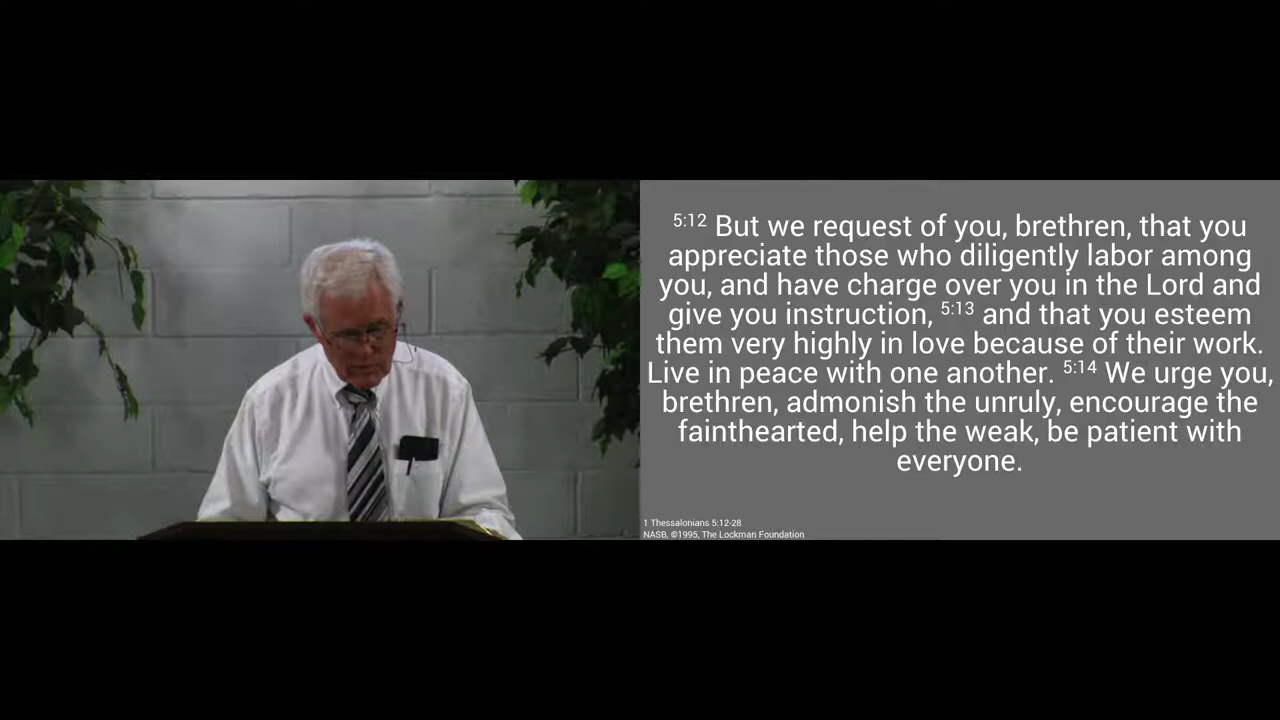 5:12 But we request of you, brethren, that you
appreciate those who diligently labor among
you, and have charge over you in the Lord and
give you instruction, 5:13 and that you esteem
them very highly in love because of their work.
Live in peace with one another. 5:14 We urge you,
brethren, admonish the unruly, encourage the
fainthearted, help the weak, be patient with
everyone.
1 Thessalonians 5:12-28
NASB, ©1995, The Lockman Foundation